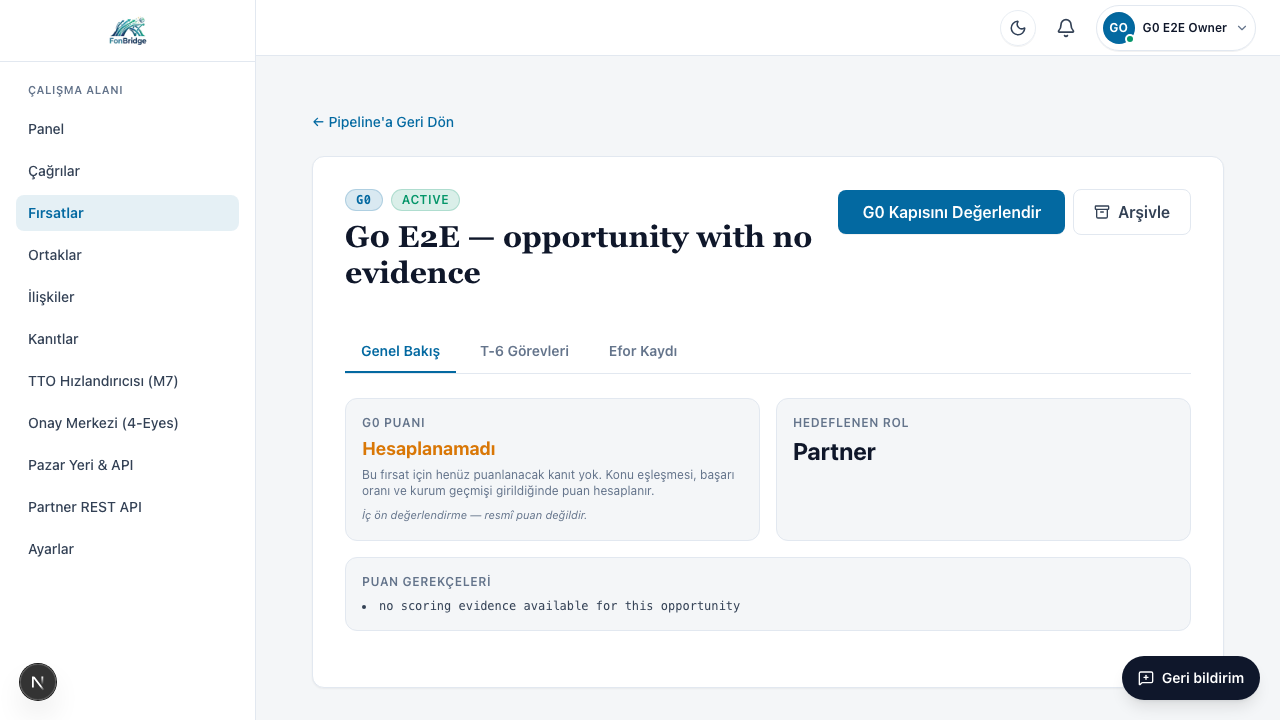 FonBridge
GO
G0 E2E Owner
ÇALIŞMA ALANI
Panel
Çağrılar
Fırsatlar
Ortaklar
İlişkiler
Kanıtlar
TTO Hızlandırıcısı (M7)
Onay Merkezi (4-Eyes)
Pazar Yeri & API
Partner REST API
Ayarlar
N
← Pipeline'a Geri Dön
G0
ACTIVE
G0 E2E — opportunity with no
evidence
G0 Kapısını Değerlendir
Arşivle
Genel Bakış
T-6 Görevleri
Efor Kaydı
G0 PUANI
Hesaplanamadı
Bu fırsat için henüz puanlanacak kanıt yok. Konu eşleşmesi, başarı
oranı ve kurum geçmişi girildiğinde puan hesaplanır.
İç ön değerlendirme — resmî puan değildir.
HEDEFLENEN ROL
Partner
PUAN GEREKÇELERİ
• no scoring evidence available for this opportunity
Geri bildirim